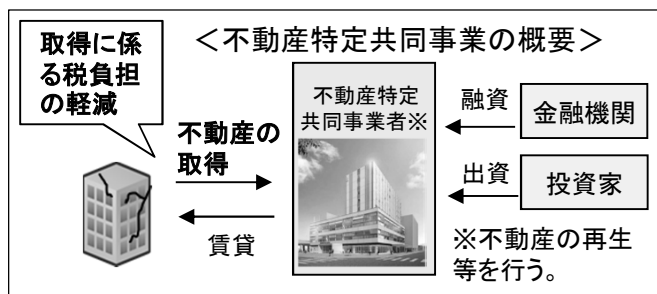 取得に係
る税負担
の軽減
＜不動産特定共同事業の概要＞
不動産特定
共同事業者※
不動産の
取得
賃貸
融資
金融機関
出資
投資家
※不動産の再生
等を行う。